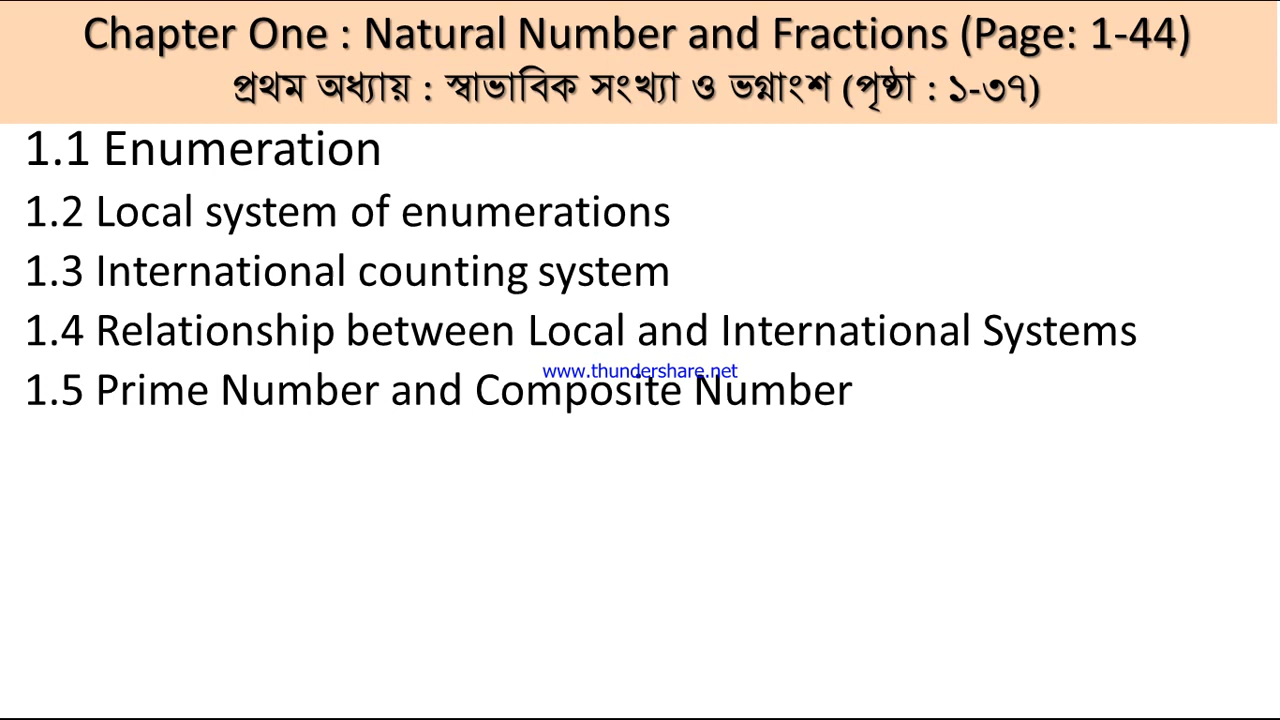 Chapter One : Natural Number and Fractions (Page: 1-44)
প্রথম অধ্যায় : স্বাভাবিক সংখ্যা ও ভগ্নাংশ (পৃষ্ঠা : ১-৩৭)
1.1 Enumeration
1.2 Local system of enumerations
1.3 International counting system
1.4 Relationship between Local and International Systems
www.thundershare.net
1.5 Prime Number and Composite Number